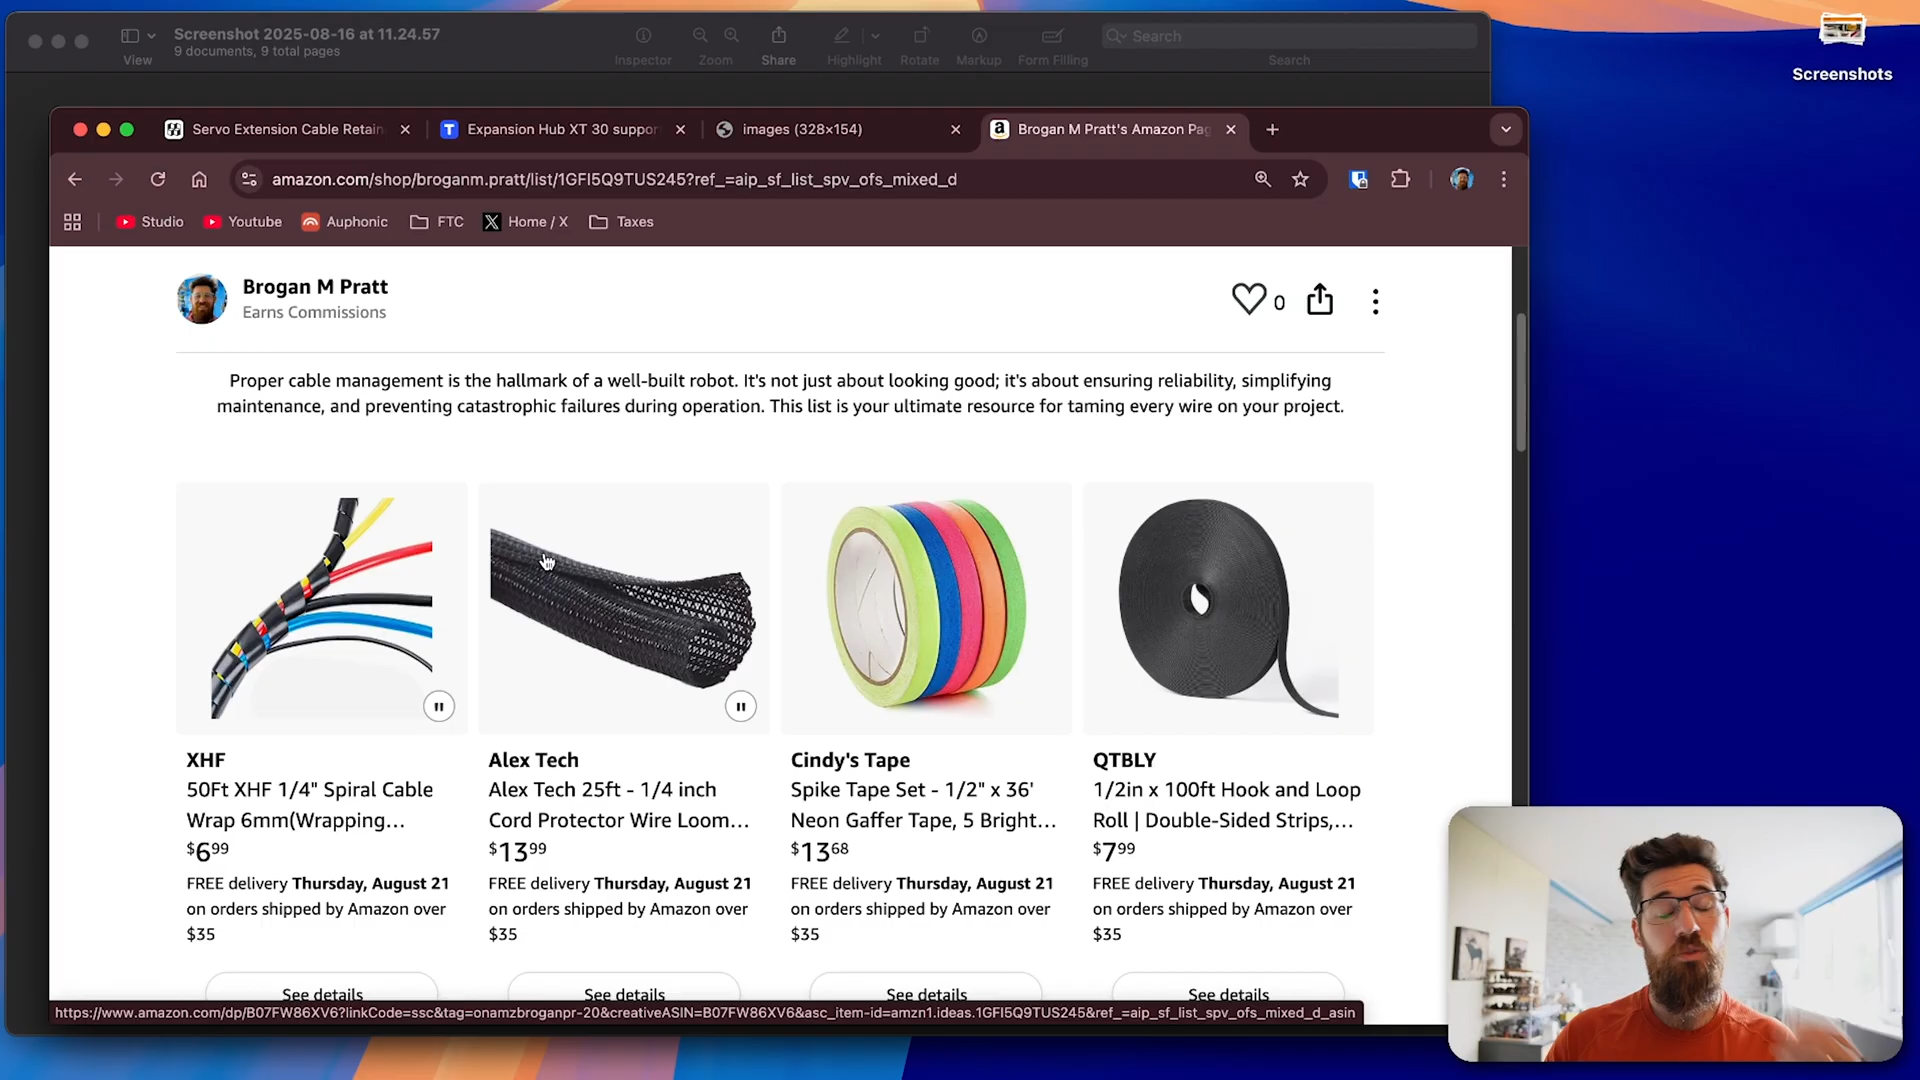 Screenshot 2025-08-16 at 11.24.57
9 documents, 9 total pages
View
Inspector
Zoom
Share
Highlight
Rotate
Markup
Form Filling
Search
Search
Screenshots
Servo Extension Cable Retain
Expansion Hub XT 30 suppor
images (328×154)
Brogan M Pratt's Amazon Pag
amazon.com/shop/broganm.pratt/list/1GFI5Q9TUS245?ref_=aip_sf_list_spv_ofs_mixed_d
Studio
Youtube
Auphonic
FTC
Home / X
Taxes
Brogan M Pratt
Earns Commissions
0
Proper cable management is the hallmark of a well-built robot. It's not just about looking good; it's about ensuring reliability, simplifying
maintenance, and preventing catastrophic failures during operation. This list is your ultimate resource for taming every wire on your project.
XHF
50Ft XHF 1/4" Spiral Cable
Wrap 6mm(Wrapping...
$6.99
FREE delivery Thursday, August 21
on orders shipped by Amazon over
$35
See details
Alex Tech
Alex Tech 25ft - 1/4 inch
Cord Protector Wire Loom...
$13.99
FREE delivery Thursday, August 21
on orders shipped by Amazon over
$35
See details
Cindy's Tape
Spike Tape Set - 1/2" x 36'
Neon Gaffer Tape, 5 Bright...
$13.68
FREE delivery Thursday, August 21
on orders shipped by Amazon over
$35
See details
QTBLY
1/2in x 100ft Hook and Loop
Roll | Double-Sided Strips,...
$7.99
FREE delivery Thursday, August 21
on orders shipped by Amazon over
$35
See details
https://www.amazon.com/dp/B07FW86XV6?linkCode=ssc&tag=onamzbroganpr-20&creativeASIN=B07FW86XV6&asc_item-id=amzn1.ideas.1GFI5Q9TUS245&ref_=aip_sf_list_spv_ofs_mixed_d_asin